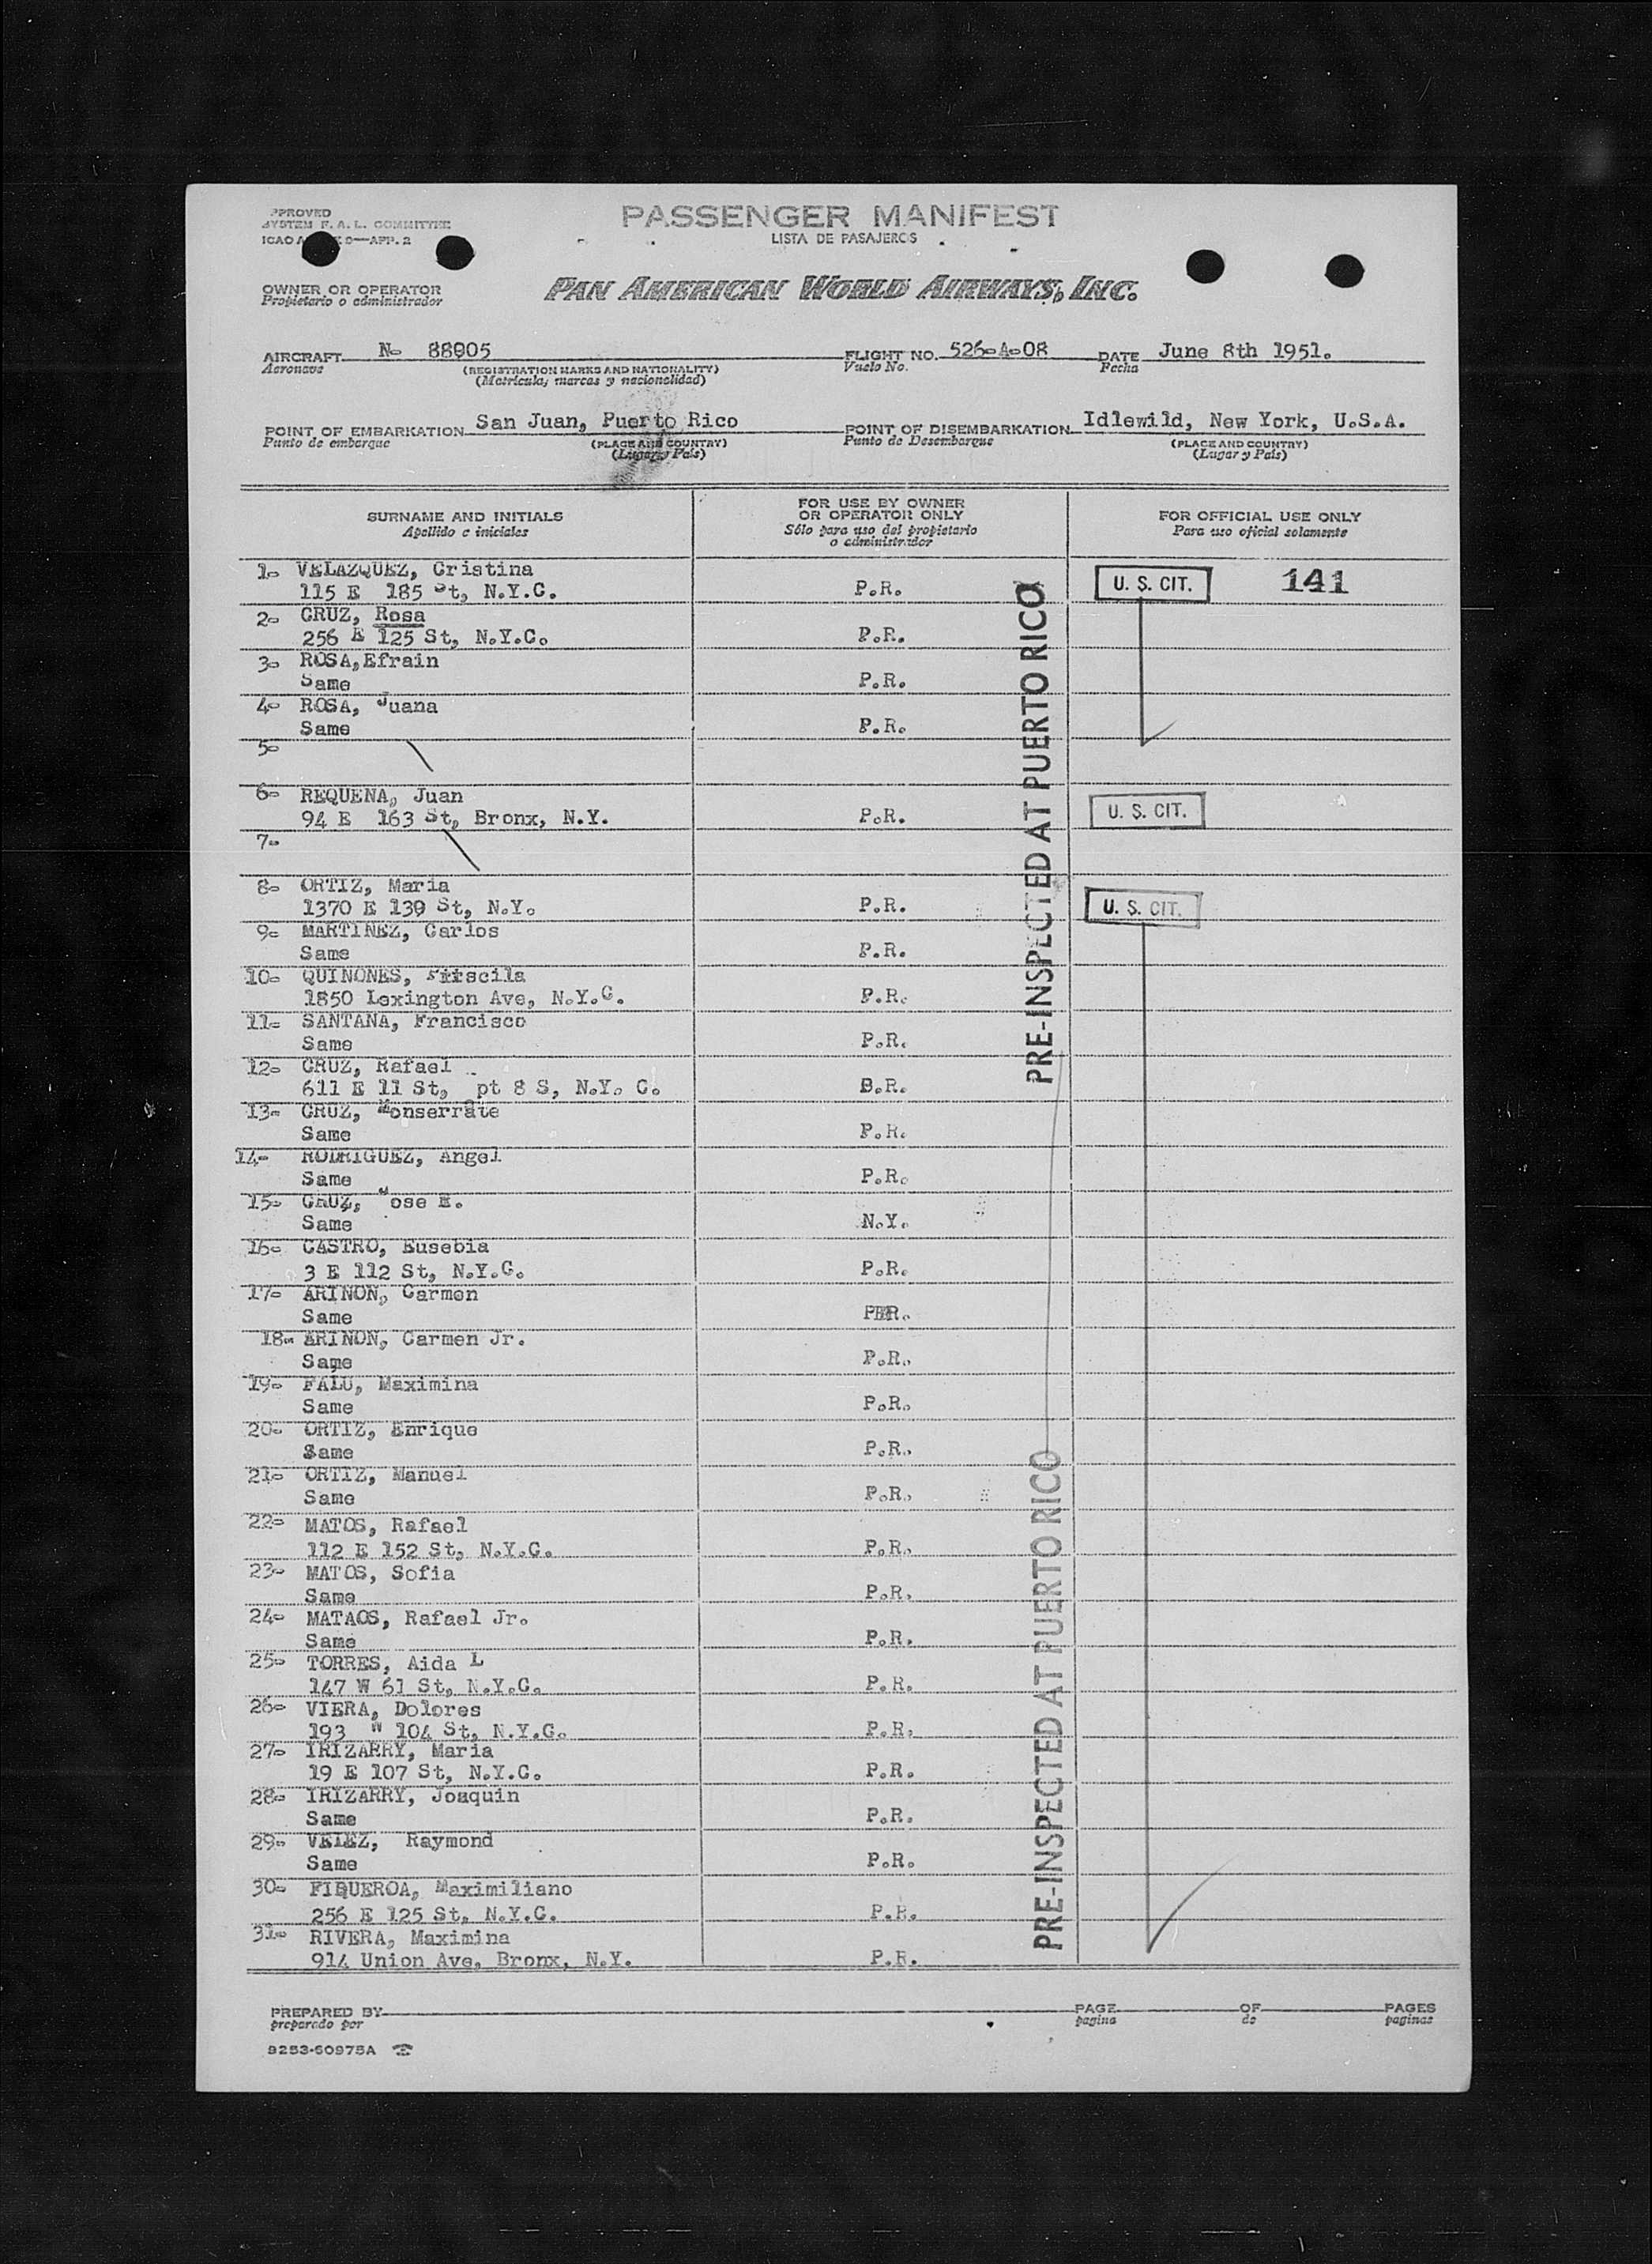 PASSENGER MANIFEST
LISTA DE PASAJEROS
PPROVED
SYSTEM F. A. L. COMMITTEE
ICAO A 9—APP. 2
OWNER OR OPERATOR
Propietario o administrador
PAN AMERICAN WORLD AIRWAYS, INC.
AIRCRAFT N- 88905 FLIGHT NO. 526-A-08 DATE June 8th 1951.
Aeronave (REGISTRATION MARKS AND NATIONALITY) Vuelo No. Fecha
(Matrícula, marcas y nacionalidad)
POINT OF EMBARKATION San Juan, Puerto Rico POINT OF DISEMBARKATION Idlewild, New York, U.S.A.
Punto de embarque (PLACE AND COUNTRY) Punto de Desembarque (PLACE AND COUNTRY)
(Lugar y País) (Lugar y País)
SURNAME AND INITIALS
Apellido e iniciales
FOR USE BY OWNER
OR OPERATOR ONLY
Sólo para uso del propietario
o administrador
FOR OFFICIAL USE ONLY
Para uso oficial solamente
1- VELAZQUEZ, Cristina
115 E 185 St, N.Y.C. P.R. U. S. CIT. 141
2- CRUZ, Rosa
256 E 125 St, N.Y.C. P.R.
3- ROSA,Efrain
Same P.R.
4- ROSA, Juana
Same P.R.
5-
6- REQUENA, Juan
94 E 163 St, Bronx, N.Y. P.R. U. S. CIT.
7-
8- ORTIZ, Maria
1370 E 139 St, N.Y. P.R. U. S. CIT.
9- MARTINEZ, Carlos
Same P.R.
10- QUINONES,
1850 Lexington Ave, N.Y.C. P.R.
11- SANTANA, Francisco
Same P.R.
12- CRUZ, Rafael
611 E 11 St, pt 8 S, N.Y. C. P.R.
13- CRUZ, Monserrate
Same P.R.
14- RODRIGUEZ, Angel
Same P.R.
15- CRUZ, Jose E.
Same N.Y.
16- CASTRO, Eusebia
3 E 112 St, N.Y.C. P.R.
17- ARINON, Carmen
Same
18- ARINON, Carmen Jr.
Same P.R.
19- FALU, Maximina
Same P.R.
20- ORTIZ, Enrique
Same P.R.
21- ORTIZ, Manuel
Same P.R.
22- MATOS, Rafael
112 E 152 St, N.Y.C. P.R.
23- MATOS, Sofia
Same P.R.
24- MATAOS, Rafael Jr.
Same P.R.
25- TORRES, Aida L
147 W 61 St, N.Y.C. P.R.
26- VIERA, Dolores
193 W 104 St, N.Y.C. P.R.
27- IRIZARRY, Maria
19 E 107 St, N.Y.C. P.R.
28- IRIZARRY, Joaquin
Same P.R.
29- VELEZ, Raymond
Same P.R.
30- FIGUEROA, Maximiliano
256 E 125 St, N.Y.C. P.R.
31- RIVERA, Maximina
914 Union Ave, Bronx, N.Y. P.R.
PRE-INSPECTED AT PUERTO RICO
PRE-INSPECTED AT PUERTO RICO
PREPARED BY PAGE OF PAGES
preparado por pagina de paginas
9253-60975A